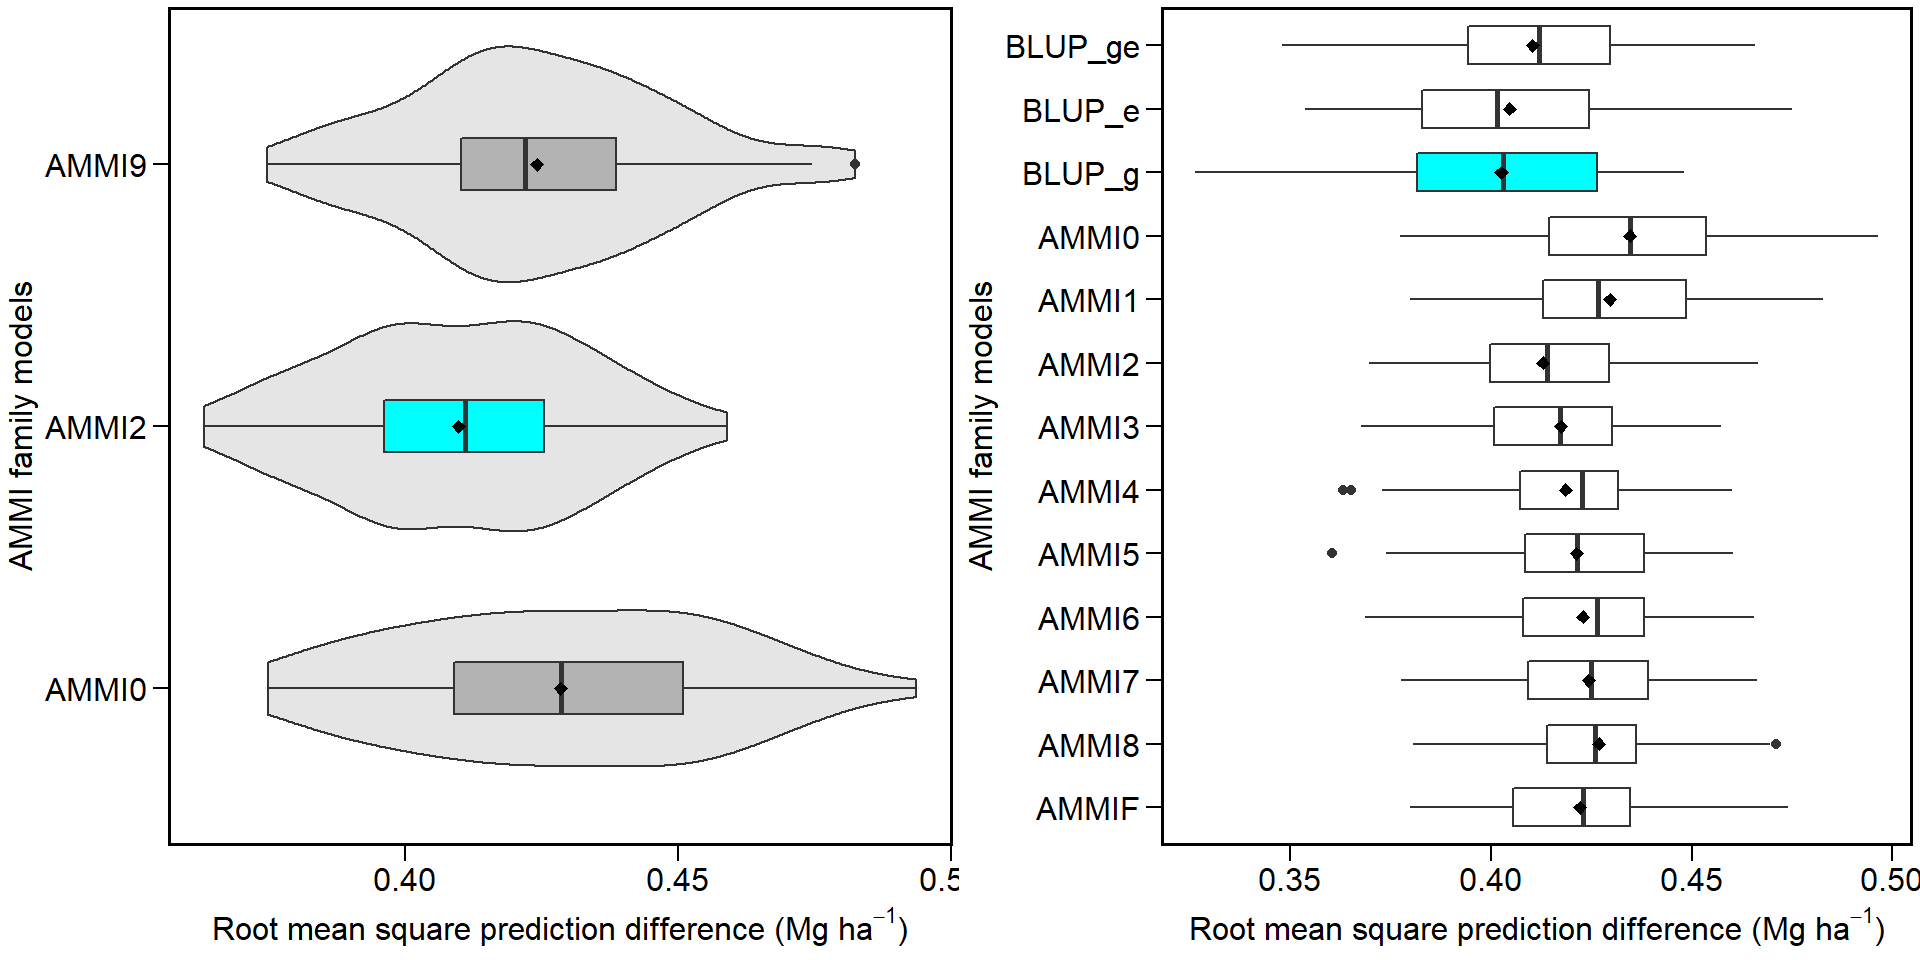 AMMI family models
AMMI9
AMMI2
AMMI0
0.40
0.45
0.5
Root mean square prediction difference (Mg ha⁻¹)
AMMI family models
BLUP_ge
BLUP_e
BLUP_g
AMMI0
AMMI1
AMMI2
AMMI3
AMMI4
AMMI5
AMMI6
AMMI7
AMMI8
AMMIF
0.35
0.40
0.45
0.50
Root mean square prediction difference (Mg ha⁻¹)